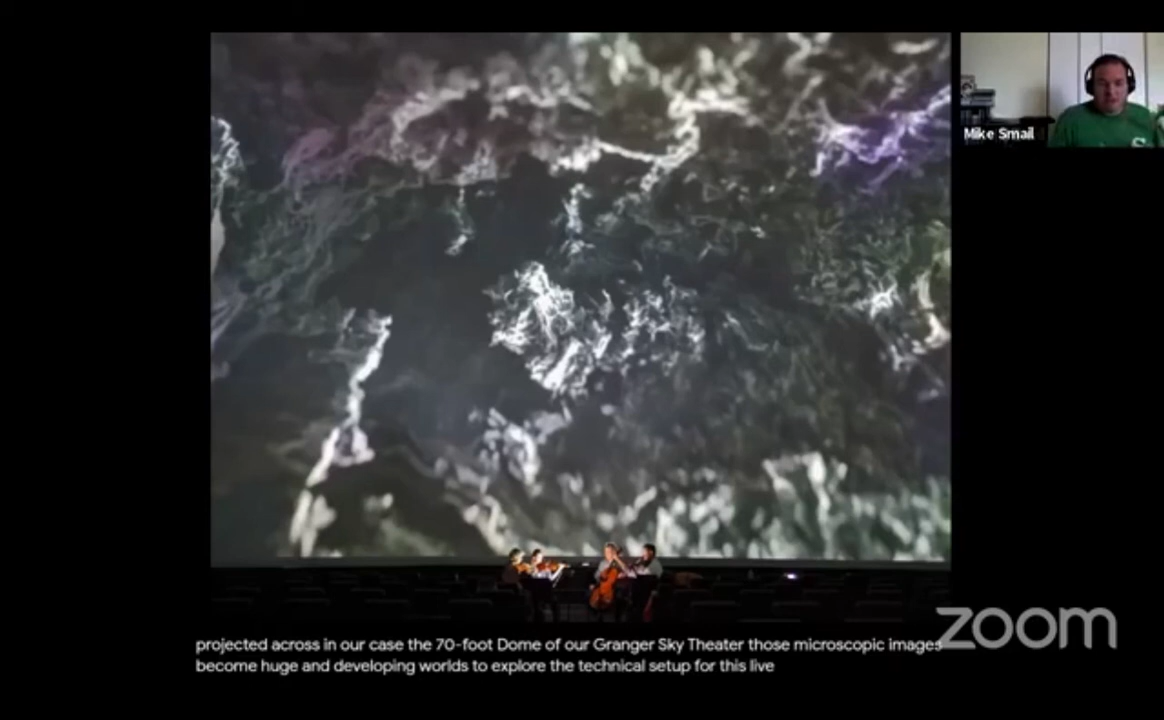 Mike Smail
zoom
projected across in our case the 70-foot Dome of our Granger Sky Theater those microscopic images
become huge and developing worlds to explore the technical setup for this live